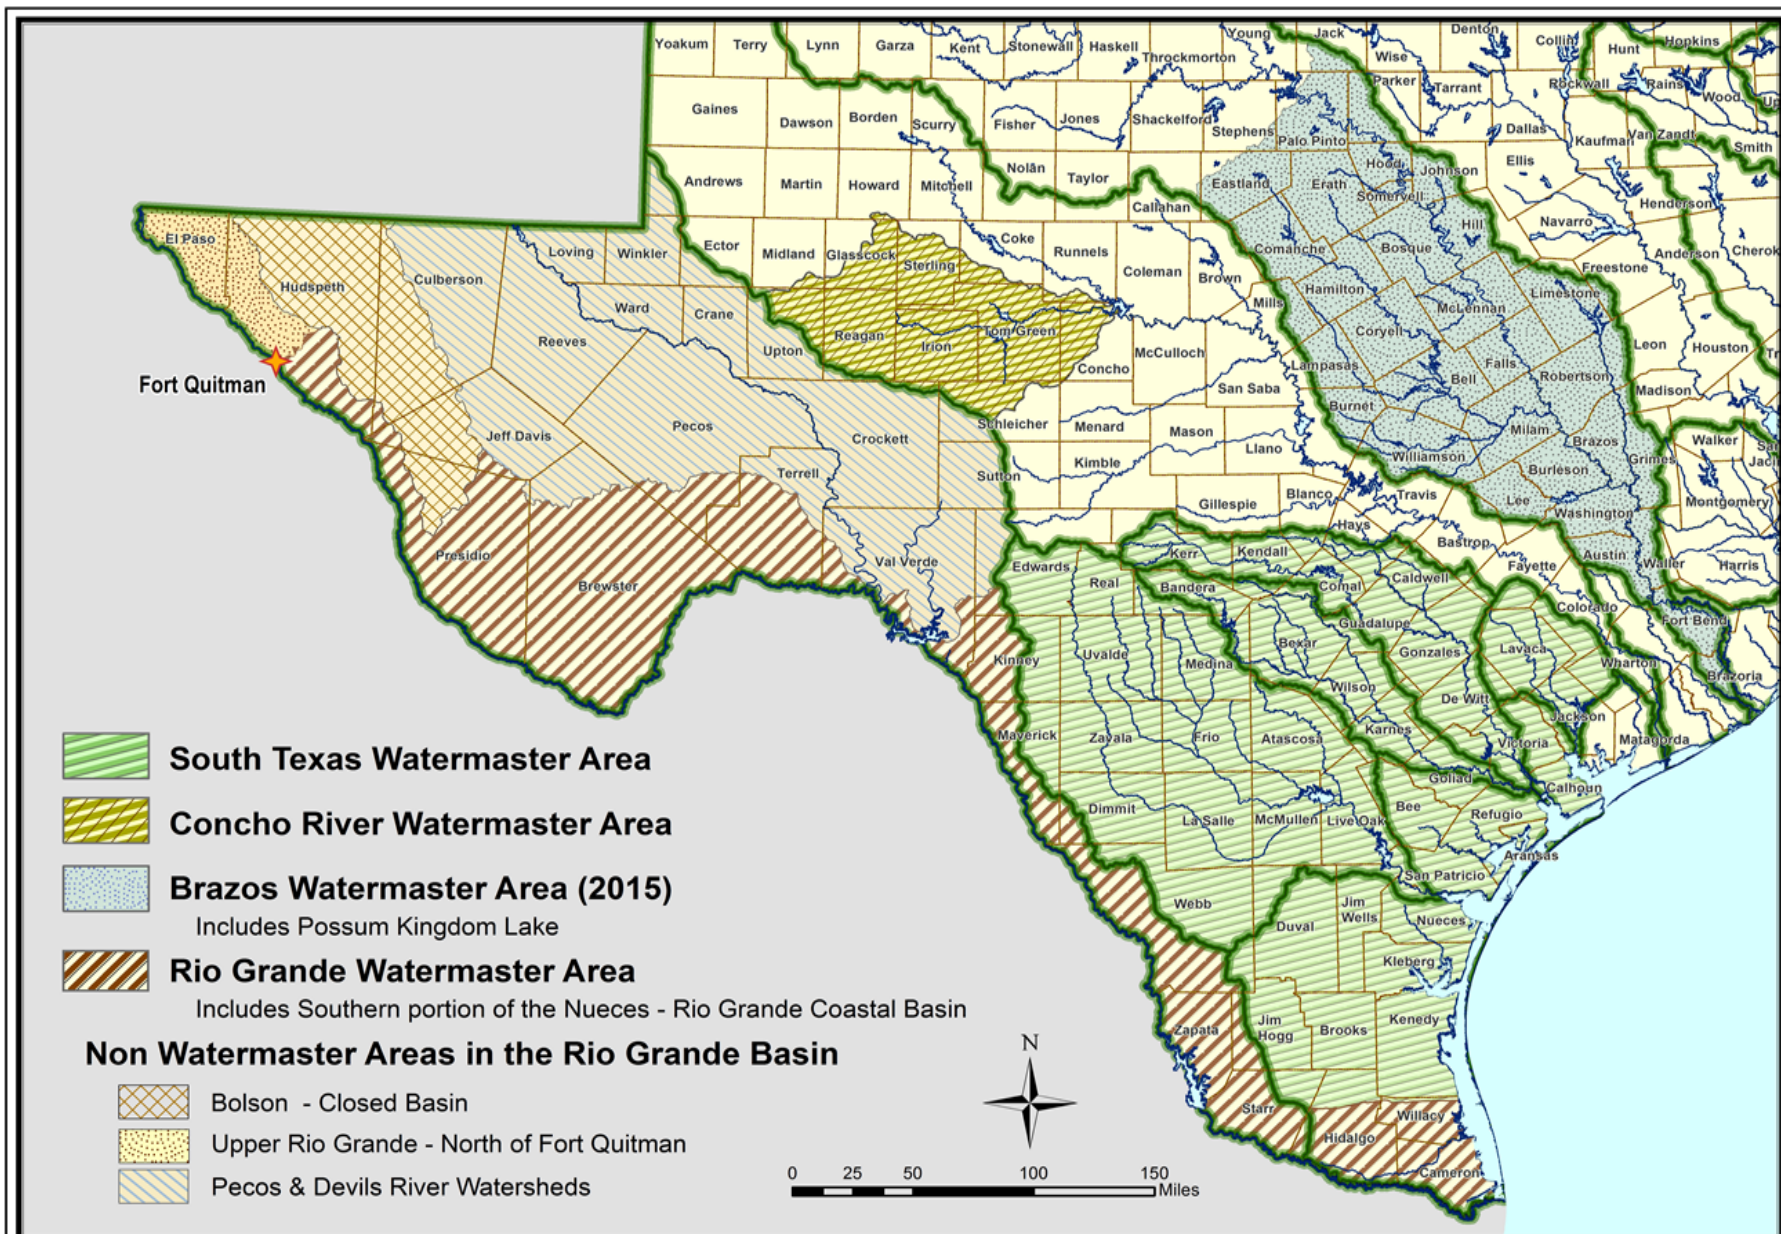 Yoakum Terry Lynn Garza Kent Stonewall Haskell Throckmorton Young Jack Wise Denton Collin Hunt Hopkins
Gaines Dawson Borden Scurry Fisher Jones Shackelford Stephens Palo Pinto Parker Tarrant Dallas Rockwall Kaufman Rains Wood Van Zandt Smith
Andrews Martin Howard Mitchell Nolan Taylor Callahan Eastland Erath Hood Somervell Johnson Ellis Hill Navarro Henderson Anderson Cherok
El Paso Hudspeth Culberson Loving Winkler Ector Midland Glasscock Sterling Coke Runnels Coleman Brown Comanche Bosque Freestone Limestone
Reeves Ward Crane Upton Reagan Irion Tom Green Concho McCulloch San Saba Mills Hamilton Coryell McLennan Lampasas Bell Falls Robertson Leon Houston Madison
Fort Quitman
Jeff Davis Pecos Crockett Schleicher Menard Mason Llano Burnet Williamson Milam Brazos Burleson Grimes Walker
Terrell Sutton Kimble Gillespie Blanco Travis Hays Bastrop Lee Washington Montgomery
Presidio Brewster Val Verde Edwards Real Kerr Kendall Bandera Comal Caldwell Fayette Austin Waller Harris
Kinney Uvalde Medina Bexar Guadalupe Gonzales Lavaca Colorado Wharton Fort Bend Brazoria
Maverick Zavala Frio Atascosa Wilson Karnes De Witt Victoria Jackson Matagorda
Dimmit La Salle McMullen Live Oak Bee Goliad Refugio Calhoun Aransas San Patricio
Webb Duval Jim Wells Nueces Kleberg
Zapata Jim Hogg Brooks Kenedy
Starr Hidalgo Willacy Cameron
South Texas Watermaster Area
Concho River Watermaster Area
Brazos Watermaster Area (2015)
Includes Possum Kingdom Lake
Rio Grande Watermaster Area
Includes Southern portion of the Nueces - Rio Grande Coastal Basin
Non Watermaster Areas in the Rio Grande Basin
Bolson - Closed Basin
Upper Rio Grande - North of Fort Quitman
Pecos & Devils River Watersheds
N
0 25 50 100 150
Miles